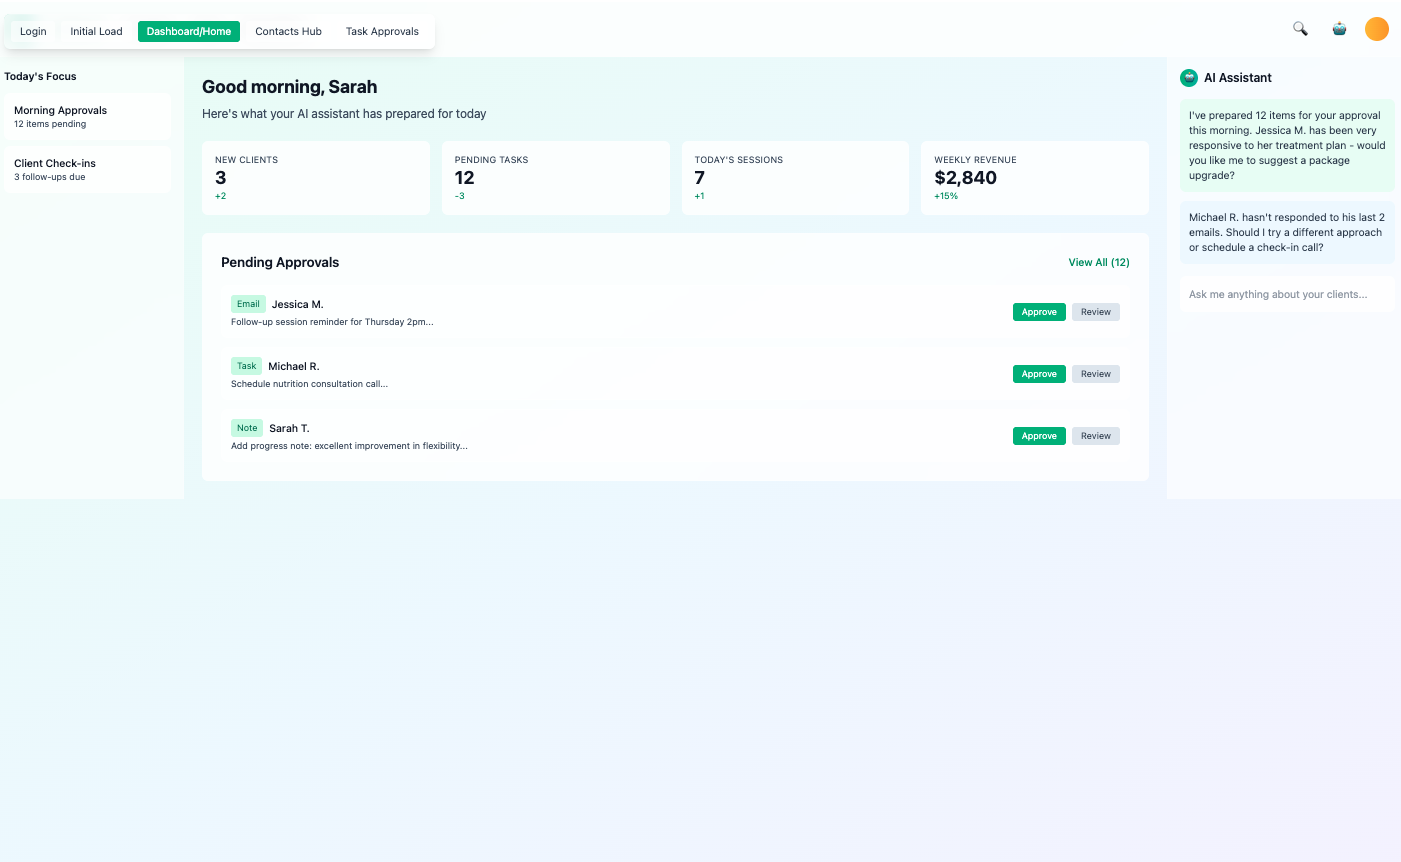 Login Initial Load Dashboard/Home Contacts Hub Task Approvals
Today's Focus
Morning Approvals
12 items pending
Client Check-ins
3 follow-ups due
Good morning, Sarah
Here's what your AI assistant has prepared for today
NEW CLIENTS
3
+2
PENDING TASKS
12
-3
TODAY'S SESSIONS
7
+1
WEEKLY REVENUE
$2,840
+15%
Pending Approvals
View All (12)
Email Jessica M.
Follow-up session reminder for Thursday 2pm...
Approve Review
Task Michael R.
Schedule nutrition consultation call...
Approve Review
Note Sarah T.
Add progress note: excellent improvement in flexibility...
Approve Review
AI Assistant
I've prepared 12 items for your approval
this morning. Jessica M. has been very
responsive to her treatment plan - would
you like me to suggest a package
upgrade?
Michael R. hasn't responded to his last 2
emails. Should I try a different approach
or schedule a check-in call?
Ask me anything about your clients...